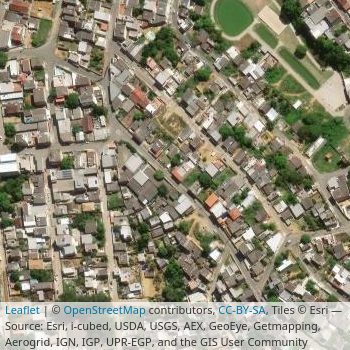 Leaflet | © OpenStreetMap contributors, CC-BY-SA, Tiles © Esri —
Source: Esri, i-cubed, USDA, USGS, AEX, GeoEye, Getmapping,
Aerogrid, IGN, IGP, UPR-EGP, and the GIS User Community